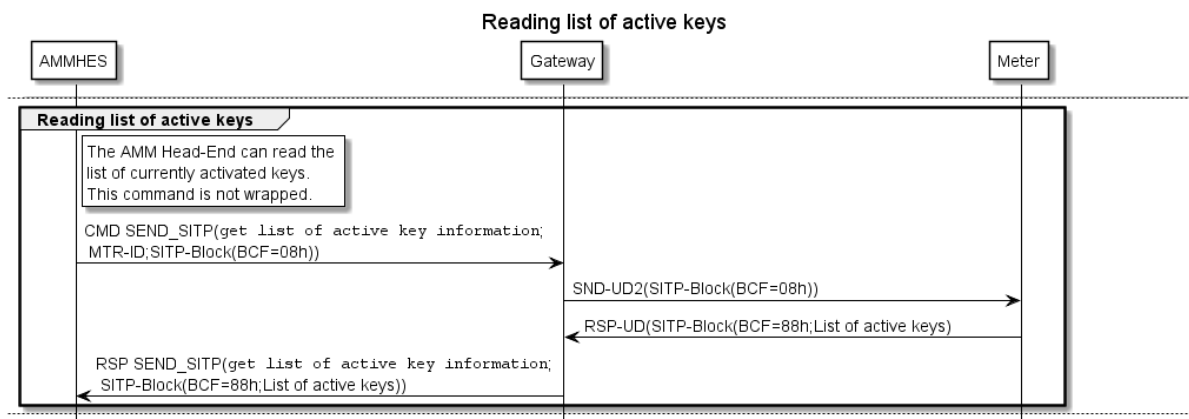 Reading list of active keys
AMMHES
Gateway
Meter
Reading list of active keys
The AMM Head-End can read the
list of currently activated keys.
This command is not wrapped.
CMD SEND_SITP(get list of active key information;
MTR-ID;SITP-Block(BCF=08h))
SND-UD2(SITP-Block(BCF=08h))
RSP-UD(SITP-Block(BCF=88h;List of active keys)
RSP SEND_SITP(get list of active key information;
SITP-Block(BCF=88h;List of active keys))